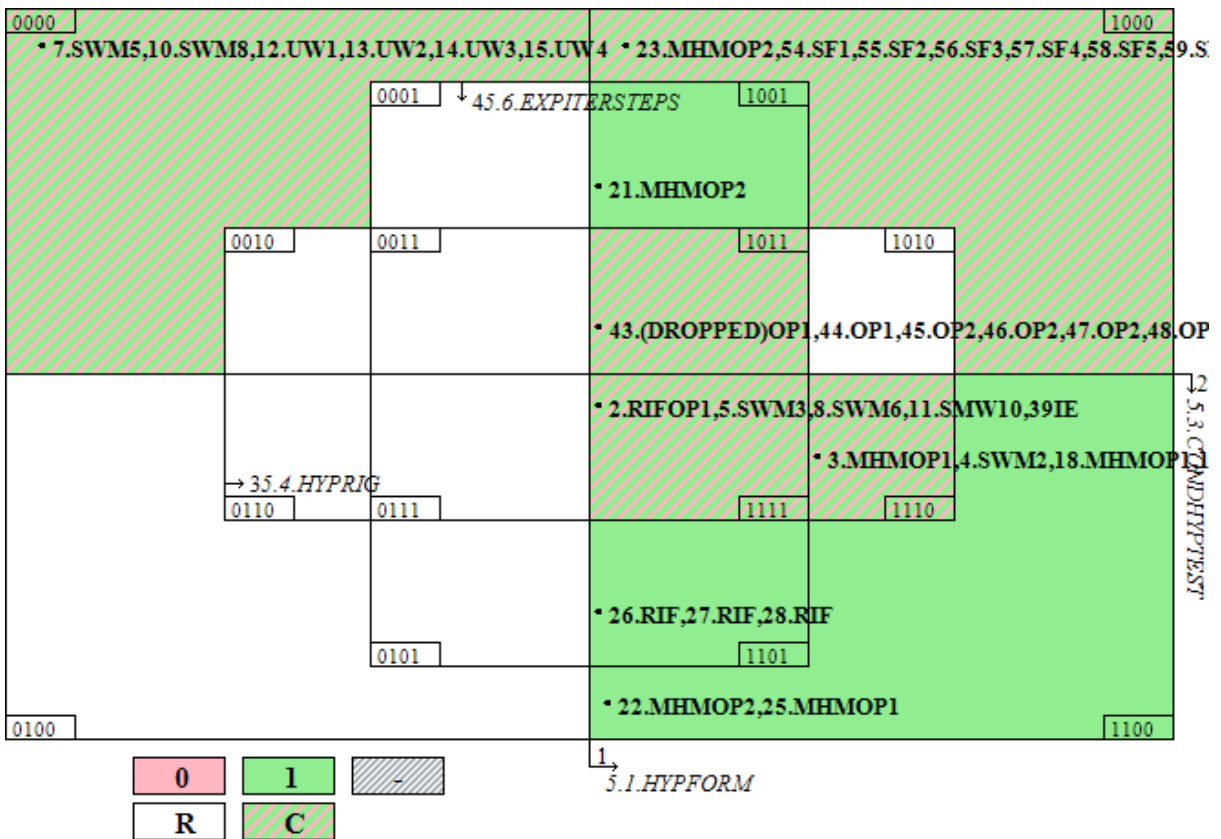 0000 1000
7.SWM5,10.SWM8,12.UW1,13.UW2,14.UW3,15.UW4 23.MHMOP2,54.SF1,55.SF2,56.SF3,57.SF4,58.SF5,59.S
0001 45.6.EXPITERSTEPS 1001
21.MHMOP2
0010 0011 1011 1010
43.(DROPPED)OP1,44.OP1,45.OP2,46.OP2,47.OP2,48.OP
2
5.3.CONDHYPTEST
2.RIFOP1,5.SWM3,8.SWM6,11.SMW10,39IE
3.MHMOP1,4.SWM2,18.MHMOP1,1
35.4.HYPRIG
0110 0111 1111 1110
26.RIF,27.RIF,28.RIF
0101 1101
22.MHMOP2,25.MHMOP1
0100 1100
1
5.1.HYPFORM
0 1 -
R C